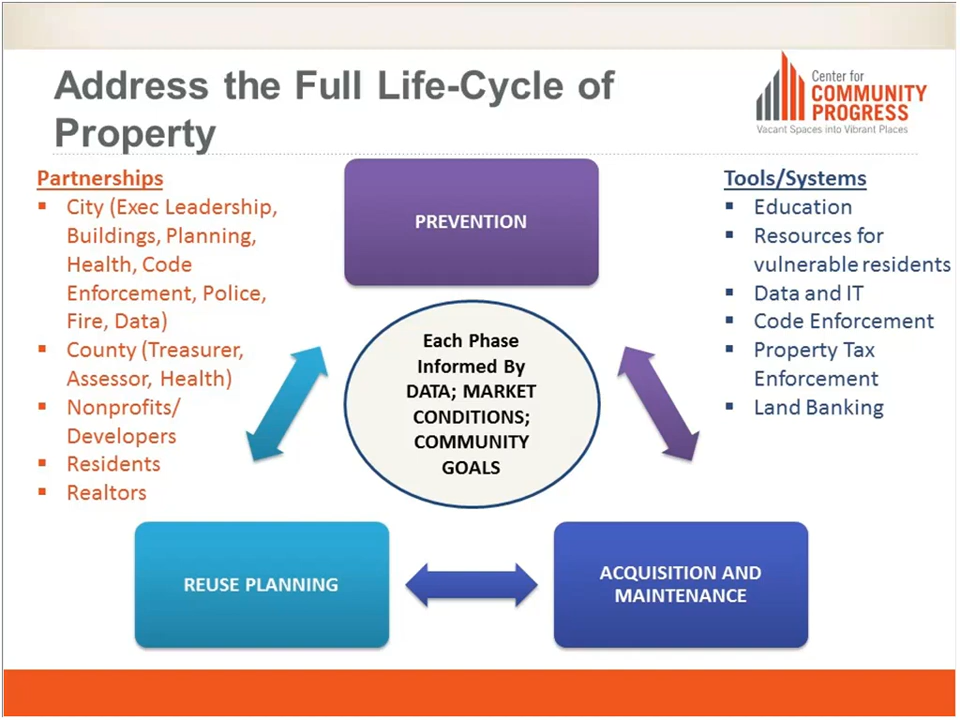 Address the Full Life-Cycle of
Property
Center for
COMMUNITY
PROGRESS
Vacant Spaces into Vibrant Places
Partnerships
▪ City (Exec Leadership,
Buildings, Planning,
Health, Code
Enforcement, Police,
Fire, Data)
▪ County (Treasurer,
Assessor, Health)
▪ Nonprofits/
Developers
▪ Residents
▪ Realtors
PREVENTION
Each Phase
Informed By
DATA; MARKET
CONDITIONS;
COMMUNITY
GOALS
Tools/Systems
▪ Education
▪ Resources for
vulnerable residents
▪ Data and IT
▪ Code Enforcement
▪ Property Tax
Enforcement
▪ Land Banking
REUSE PLANNING
ACQUISITION AND
MAINTENANCE